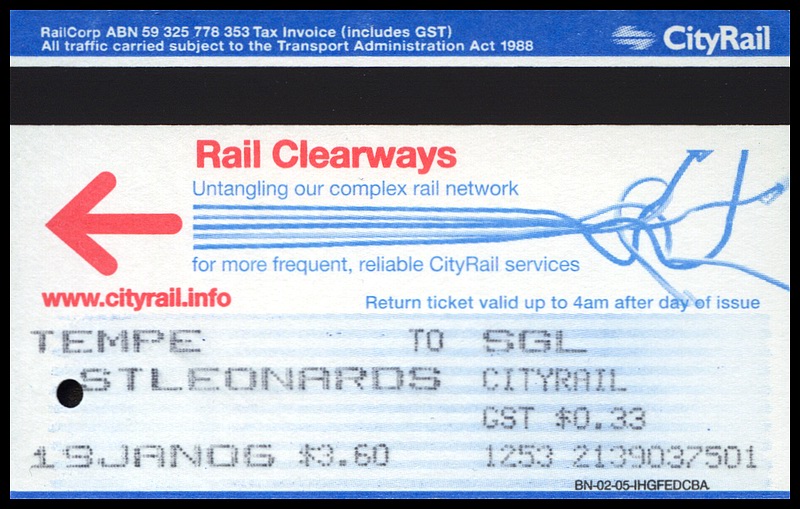 RailCorp ABN 59 325 778 353 Tax Invoice (includes GST)
All traffic carried subject to the Transport Administration Act 1988
CityRail
Rail Clearways
Untangling our complex rail network
for more frequent, reliable CityRail services
www.cityrail.info
Return ticket valid up to 4am after day of issue
TEMPE TO SGL
STLEONARDS CITYRAIL
GST $0.33
19JAN06 $3.60 1253 2139037501
BN-02-05-IHGFEDCBA